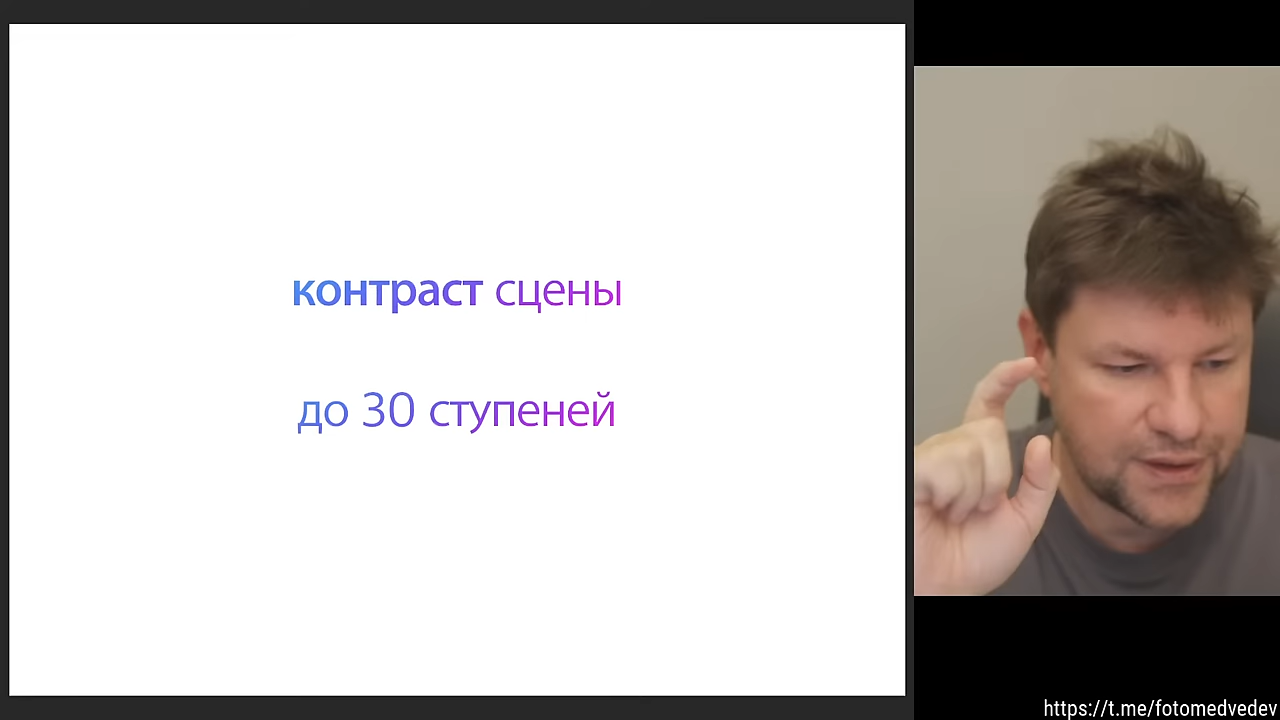 контраст сцены
до 30 ступеней
https://t.me/fotomedvedev